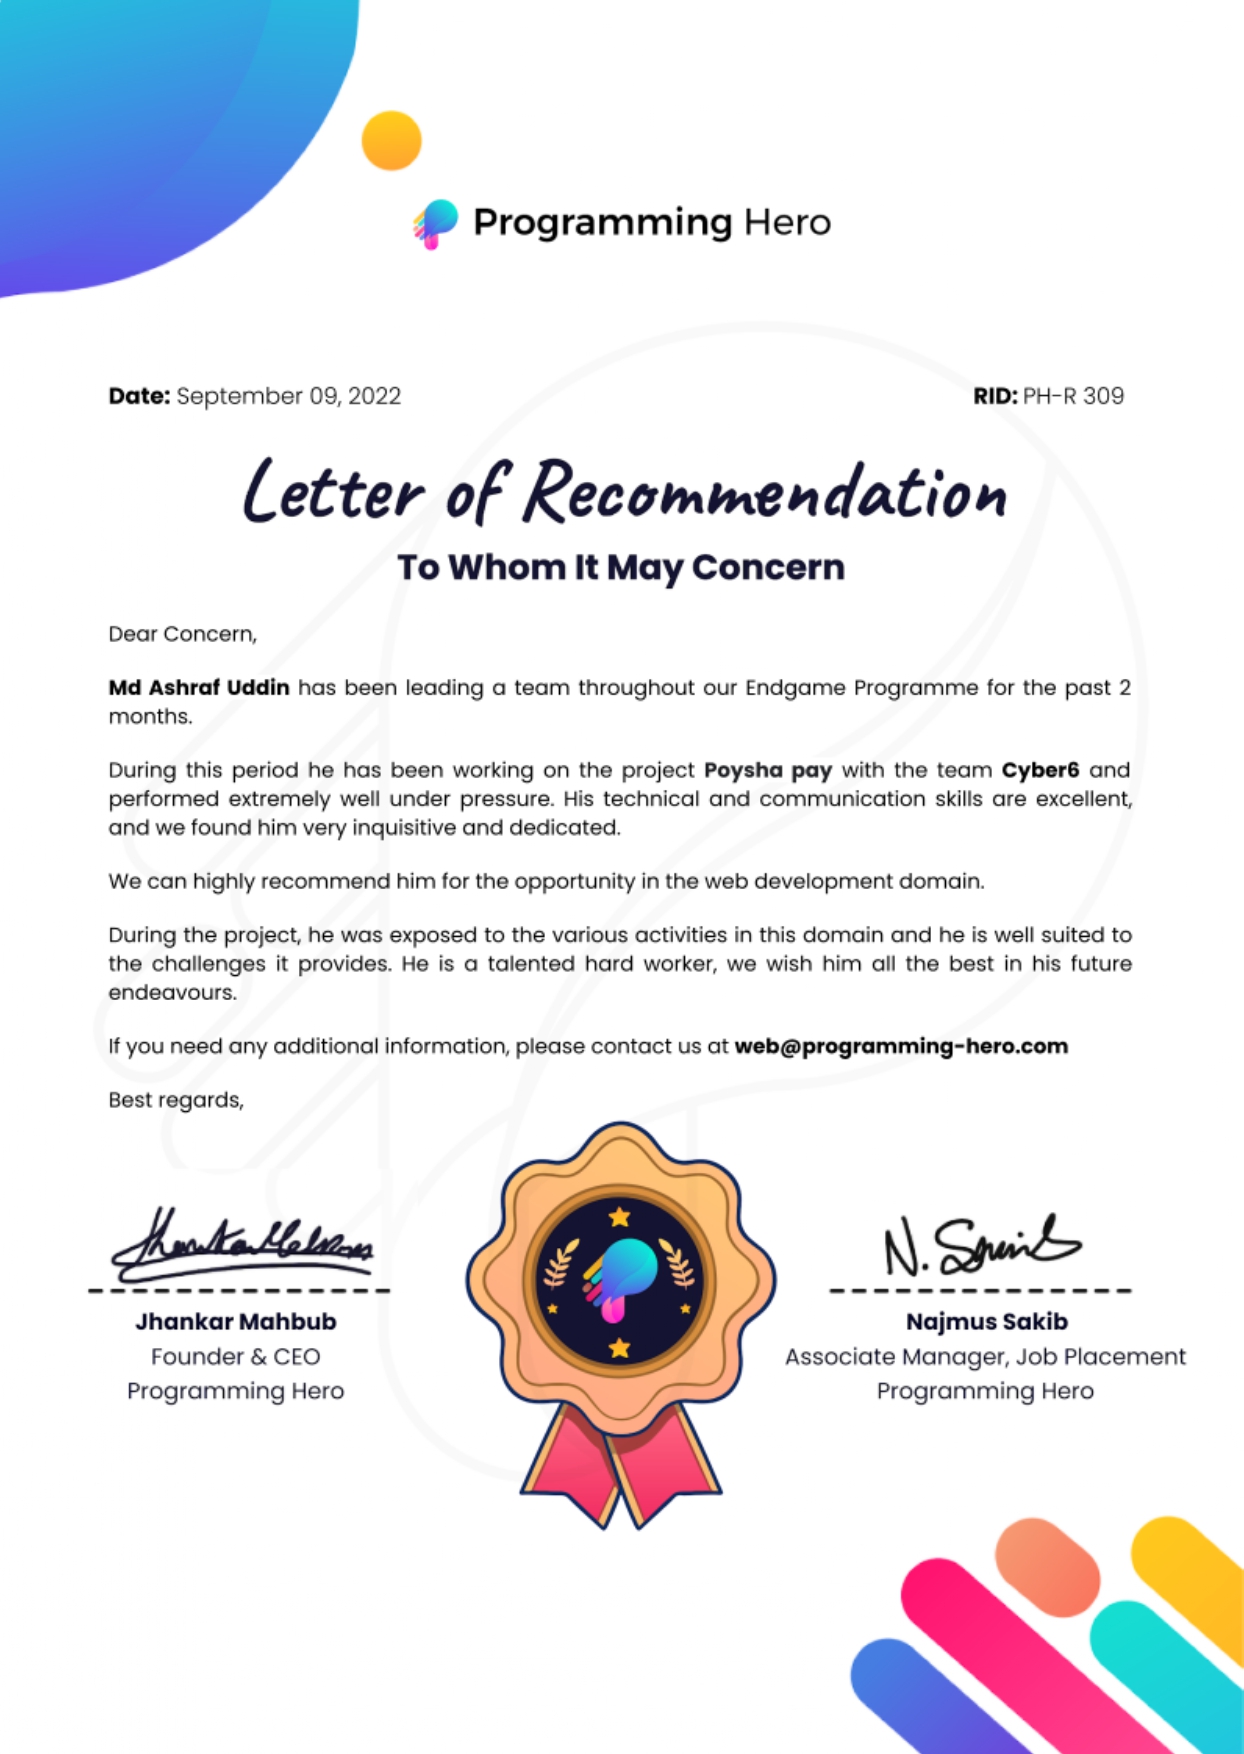 Programming Hero
Date: September 09, 2022
RID: PH-R 309
Letter of Recommendation
To Whom It May Concern
Dear Concern,
Md Ashraf Uddin has been leading a team throughout our Endgame Programme for the past 2
months.
During this period he has been working on the project Poysha pay with the team Cyber6 and
performed extremely well under pressure. His technical and communication skills are excellent,
and we found him very inquisitive and dedicated.
We can highly recommend him for the opportunity in the web development domain.
During the project, he was exposed to the various activities in this domain and he is well suited to
the challenges it provides. He is a talented hard worker, we wish him all the best in his future
endeavours.
If you need any additional information, please contact us at web@programming-hero.com
Best regards,
Jhankar Mahbub
Founder & CEO
Programming Hero
N. Sakib
Najmus Sakib
Associate Manager, Job Placement
Programming Hero